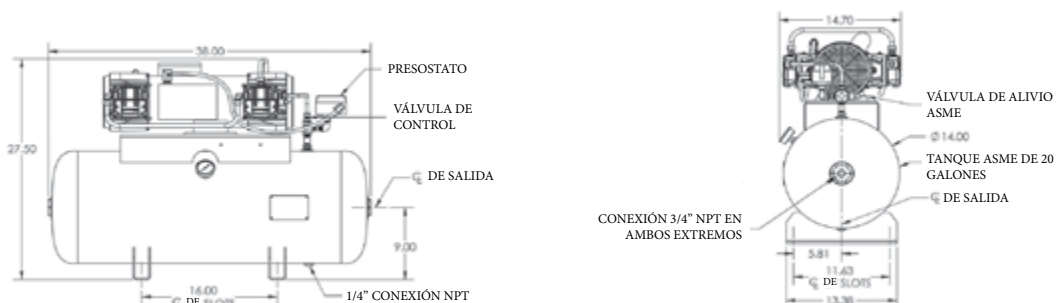 38.00
PRESOSTATO
VÁLVULA DE
CONTROL
27.50
℄ DE SALIDA
9.00
16.00
℄ DE SLOTS
1/4” CONEXIÓN NPT
14.70
VÁLVULA DE ALIVIO
ASME
Ø 14.00
TANQUE ASME DE 20
GALONES
℄ DE SALIDA
CONEXIÓN 3/4” NPT EN
AMBOS EXTREMOS
5.81
11.63
℄ DE SLOTS
13.38